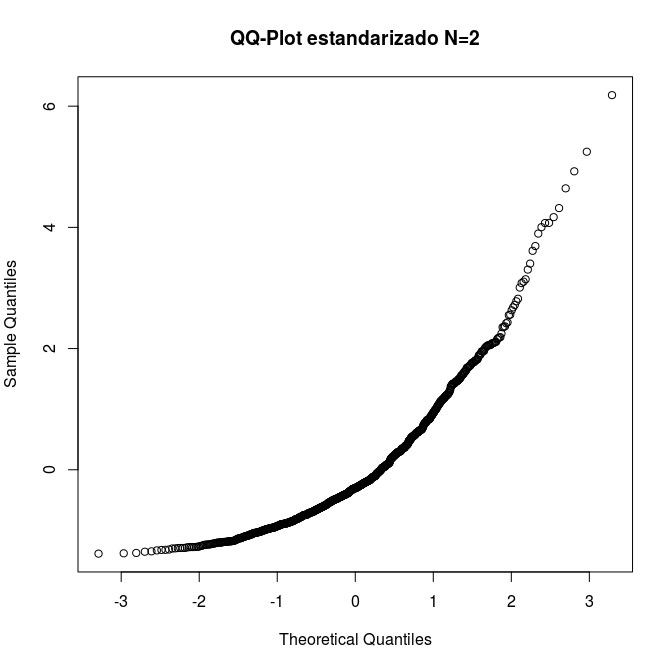 QQ-Plot estandarizado N=2
Sample Quantiles
6
4
2
0
-3 -2 -1 0 1 2 3
Theoretical Quantiles